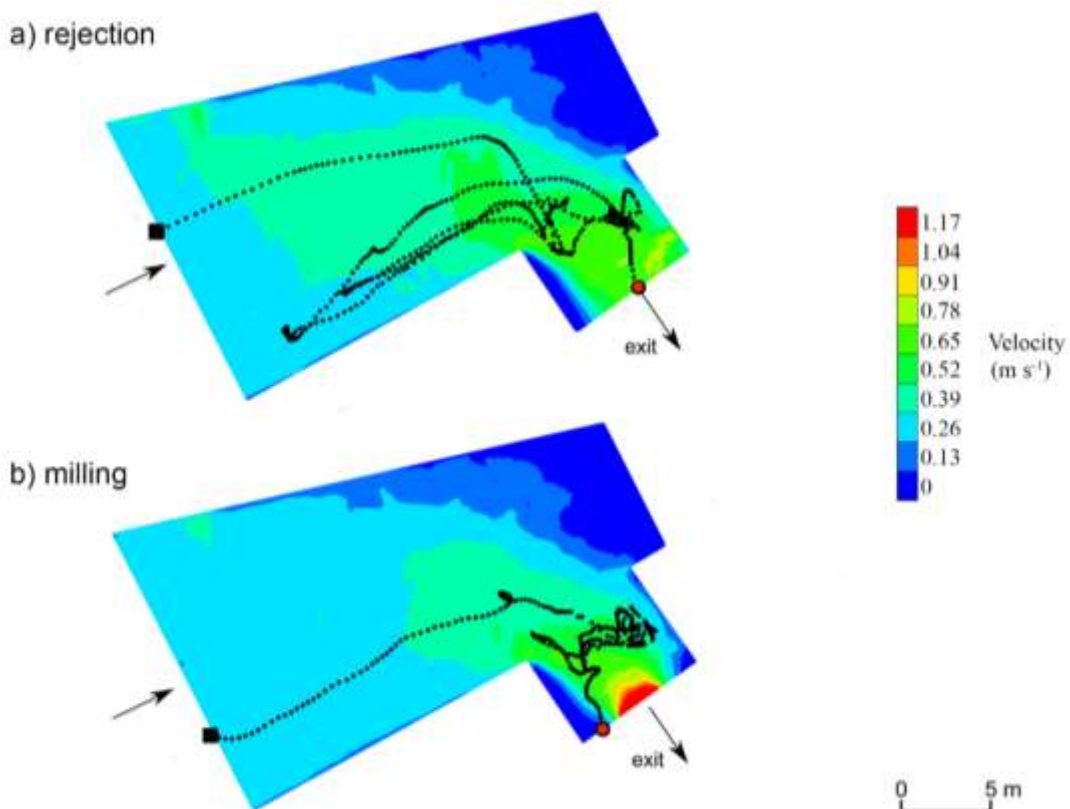 a) rejection
exit
1.17
1.04
0.91
0.78
0.65
0.52
0.39
0.26
0.13
0
Velocity
(m s⁻¹)
b) milling
exit
0 5 m